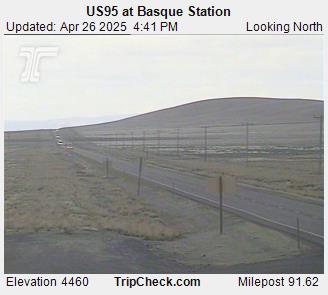 US95 at Basque Station
Updated: Apr 26 2025 4:41 PM Looking North
Elevation 4460 TripCheck.com Milepost 91.62